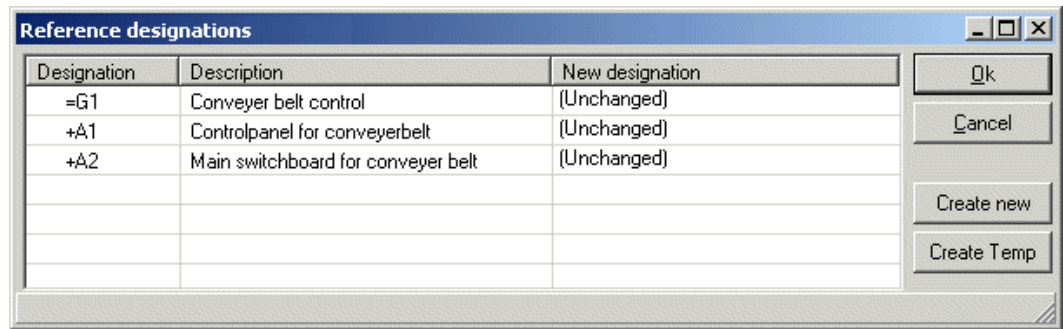 Reference designations
Designation Description New designation
=G1 Conveyer belt control (Unchanged)
+A1 Controlpanel for conveyerbelt (Unchanged)
+A2 Main switchboard for conveyer belt (Unchanged)
Ok
Cancel
Create new
Create Temp